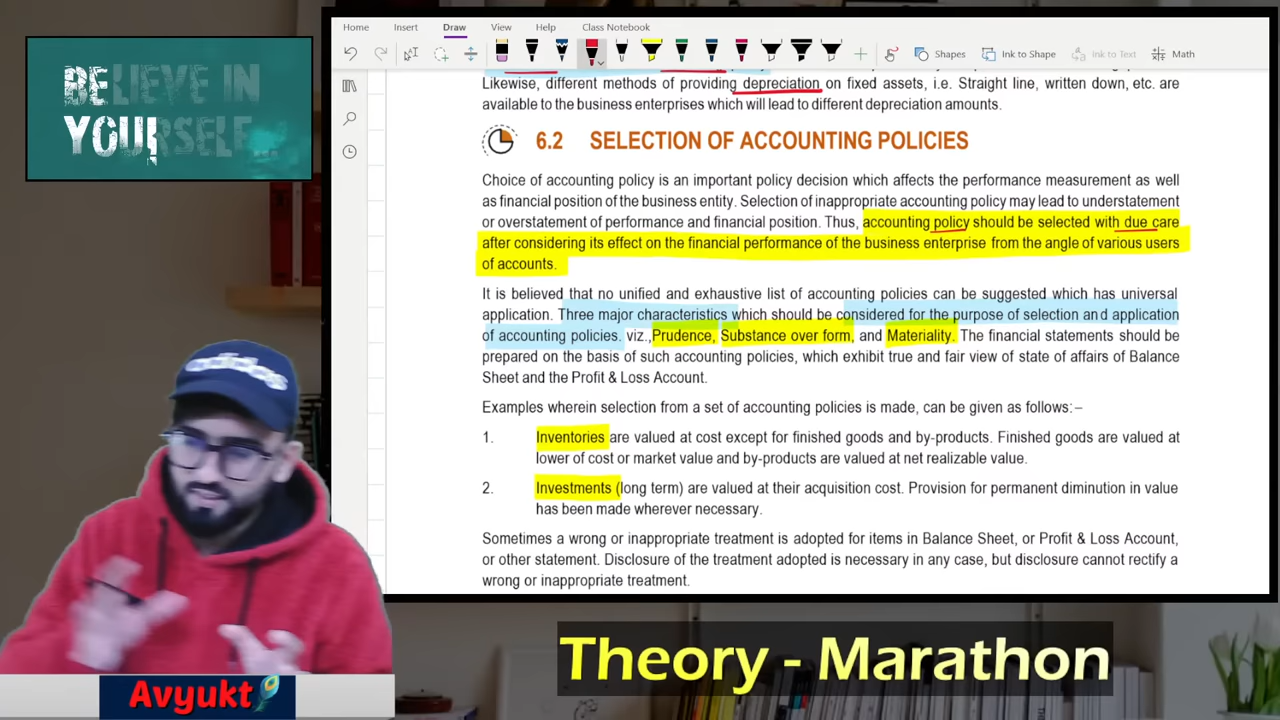 BELIEVE IN
YOURSELF...
Home Insert Draw View Help Class Notebook
Shapes Ink to Shape Ink to Text Math
Likewise, different methods of providing depreciation on fixed assets, i.e. Straight line, written down, etc. are
available to the business enterprises which will lead to different depreciation amounts.
6.2 SELECTION OF ACCOUNTING POLICIES
Choice of accounting policy is an important policy decision which affects the performance measurement as well
as financial position of the business entity. Selection of inappropriate accounting policy may lead to understatement
or overstatement of performance and financial position. Thus, accounting policy should be selected with due care
after considering its effect on the financial performance of the business enterprise from the angle of various users
of accounts.
It is believed that no unified and exhaustive list of accounting policies can be suggested which has universal
application. Three major characteristics which should be considered for the purpose of selection and application
of accounting policies. viz., Prudence, Substance over form, and Materiality. The financial statements should be
prepared on the basis of such accounting policies, which exhibit true and fair view of state of affairs of Balance
Sheet and the Profit & Loss Account.
Examples wherein selection from a set of accounting policies is made, can be given as follows:–
1. Inventories are valued at cost except for finished goods and by-products. Finished goods are valued at
lower of cost or market value and by-products are valued at net realizable value.
2. Investments (long term) are valued at their acquisition cost. Provision for permanent diminution in value
has been made wherever necessary.
Sometimes a wrong or inappropriate treatment is adopted for items in Balance Sheet, or Profit & Loss Account,
or other statement. Disclosure of the treatment adopted is necessary in any case, but disclosure cannot rectify a
wrong or inappropriate treatment.
adidas
Avyukt
Theory - Marathon